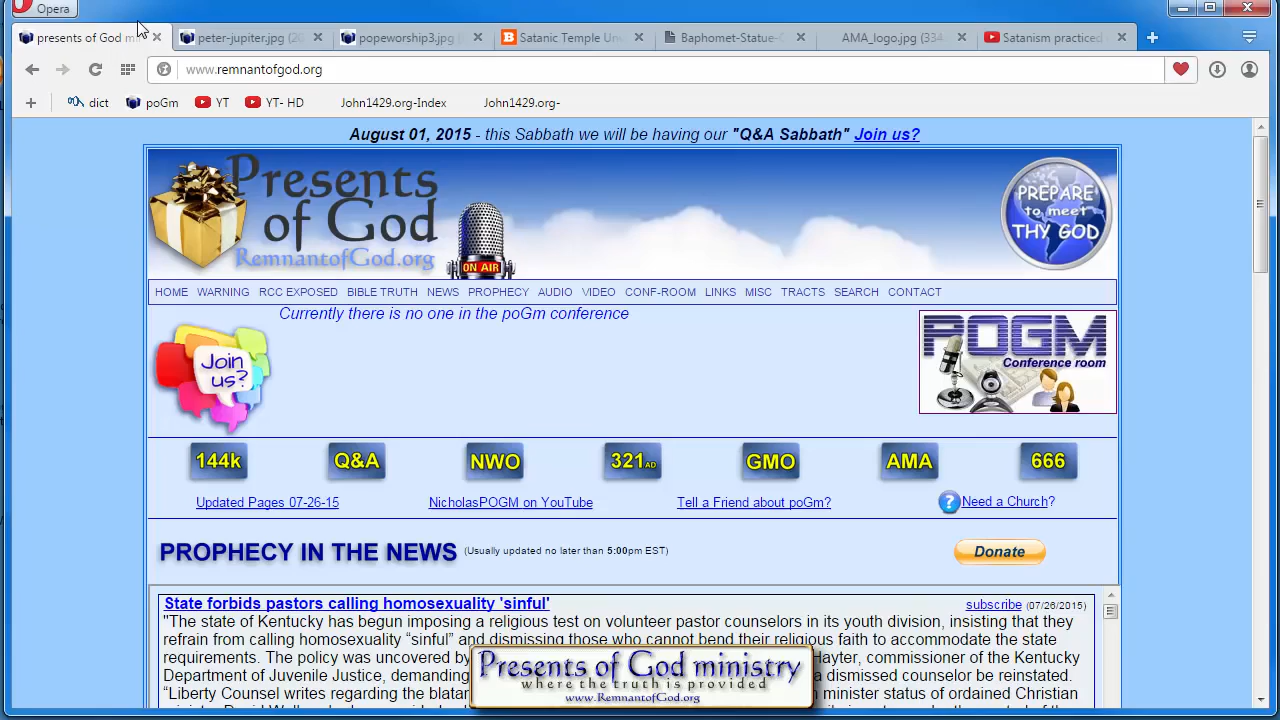 Opera
presents of God mi
peter-jupiter.jpg (20
popeworship3.jpg (
Satanic Temple Un
Baphomet-Statue-C
AMA_logo.jpg (334
Satanism practiced
www.remnantofgod.org
dict
poGm
YT
YT- HD
John1429.org-Index
John1429.org-
August 01, 2015 - this Sabbath we will be having our "Q&A Sabbath" Join us?
Presents
of God
RemnantofGod.org
ON AIR
PREPARE
to meet
THY GOD
HOME WARNING RCC EXPOSED BIBLE TRUTH NEWS PROPHECY AUDIO VIDEO CONF-ROOM LINKS MISC TRACTS SEARCH CONTACT
Currently there is no one in the poGm conference
Join
us?
POGM
Conference room
144k Q&A NWO 321 AD GMO AMA 666
Updated Pages 07-26-15 NicholasPOGM on YouTube Tell a Friend about poGm? ? Need a Church?
PROPHECY IN THE NEWS (Usually updated no later than 5:00pm EST) Donate
State forbids pastors calling homosexuality 'sinful' subscribe (07/26/2015)
"The state of Kentucky has begun imposing a religious test on volunteer pastor counselors in its youth division, insisting that they
refrain from calling homosexuality “sinful” and dismissing those who cannot bend their religious faith to accommodate the state
requirements. The policy was uncovered by Hayter, commissioner of the Kentucky
Department of Juvenile Justice, demanding a dismissed counselor be reinstated.
“Liberty Counsel writes regarding the blatan minister status of ordained Christian
Presents of God ministry
where the truth is provided
www.RemnantofGod.org